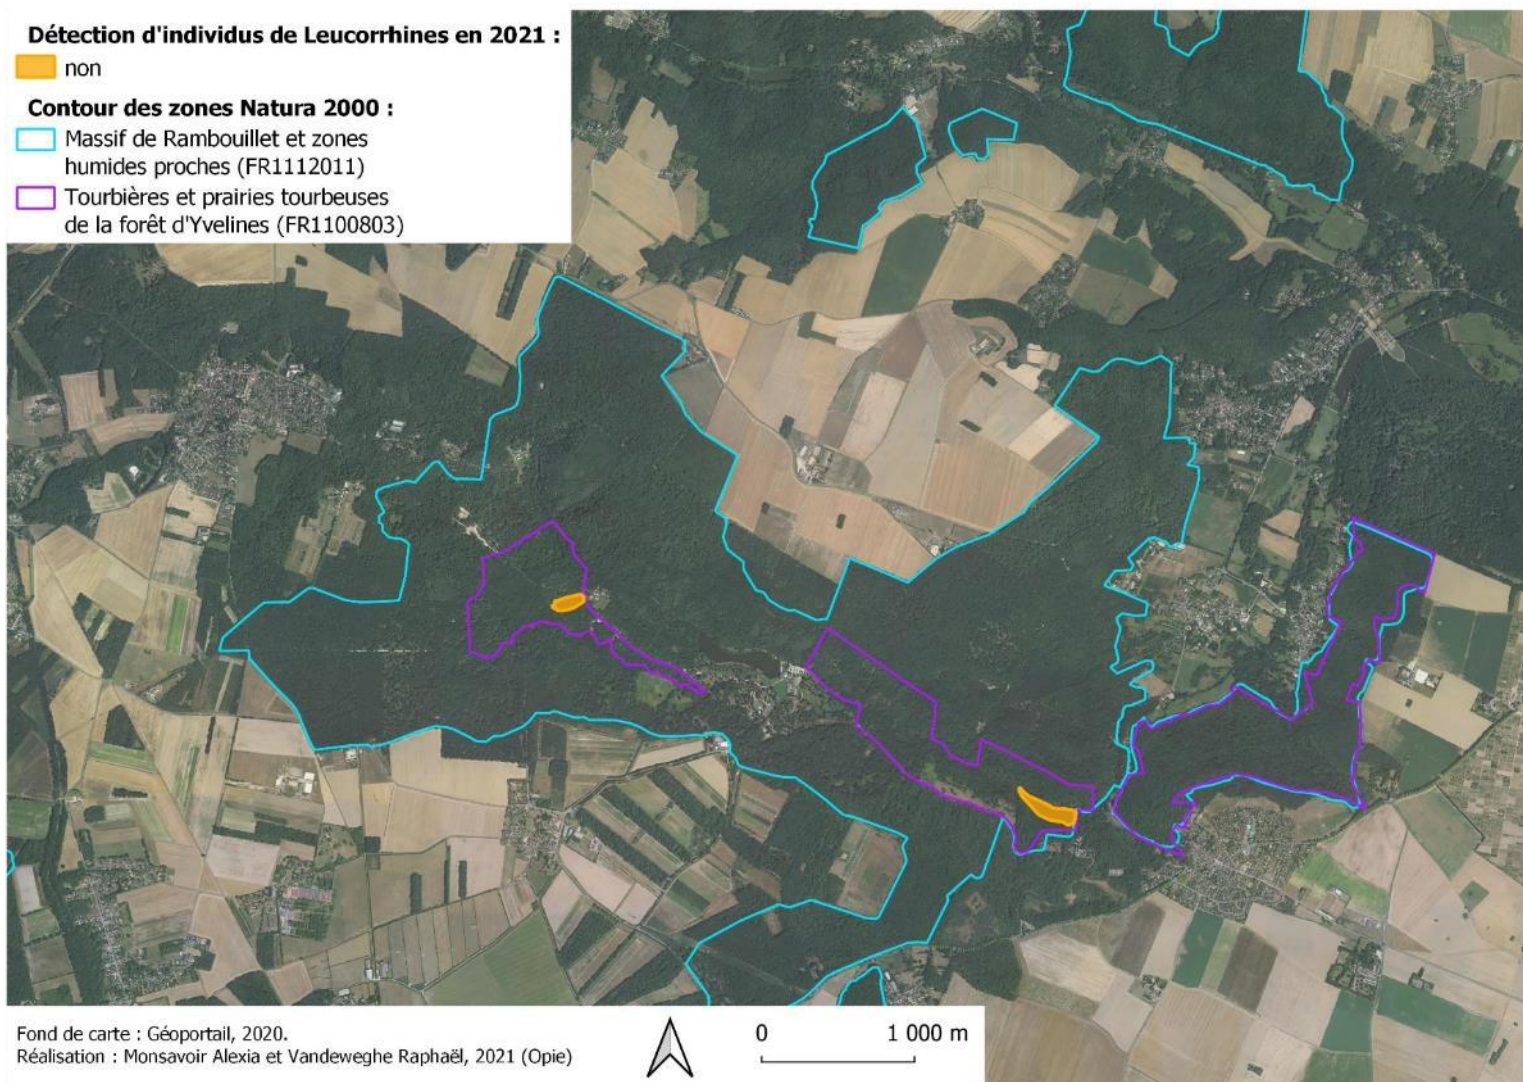 Détection d'individus de Leucorrhines en 2021 :
non
Contour des zones Natura 2000 :
Massif de Rambouillet et zones
humides proches (FR1112011)
Tourbières et prairies tourbeuses
de la forêt d'Yvelines (FR1100803)
Fond de carte : Géoportail, 2020.
Réalisation : Monsavoir Alexia et Vandeweghe Raphaël, 2021 (Opie)
0 1 000 m